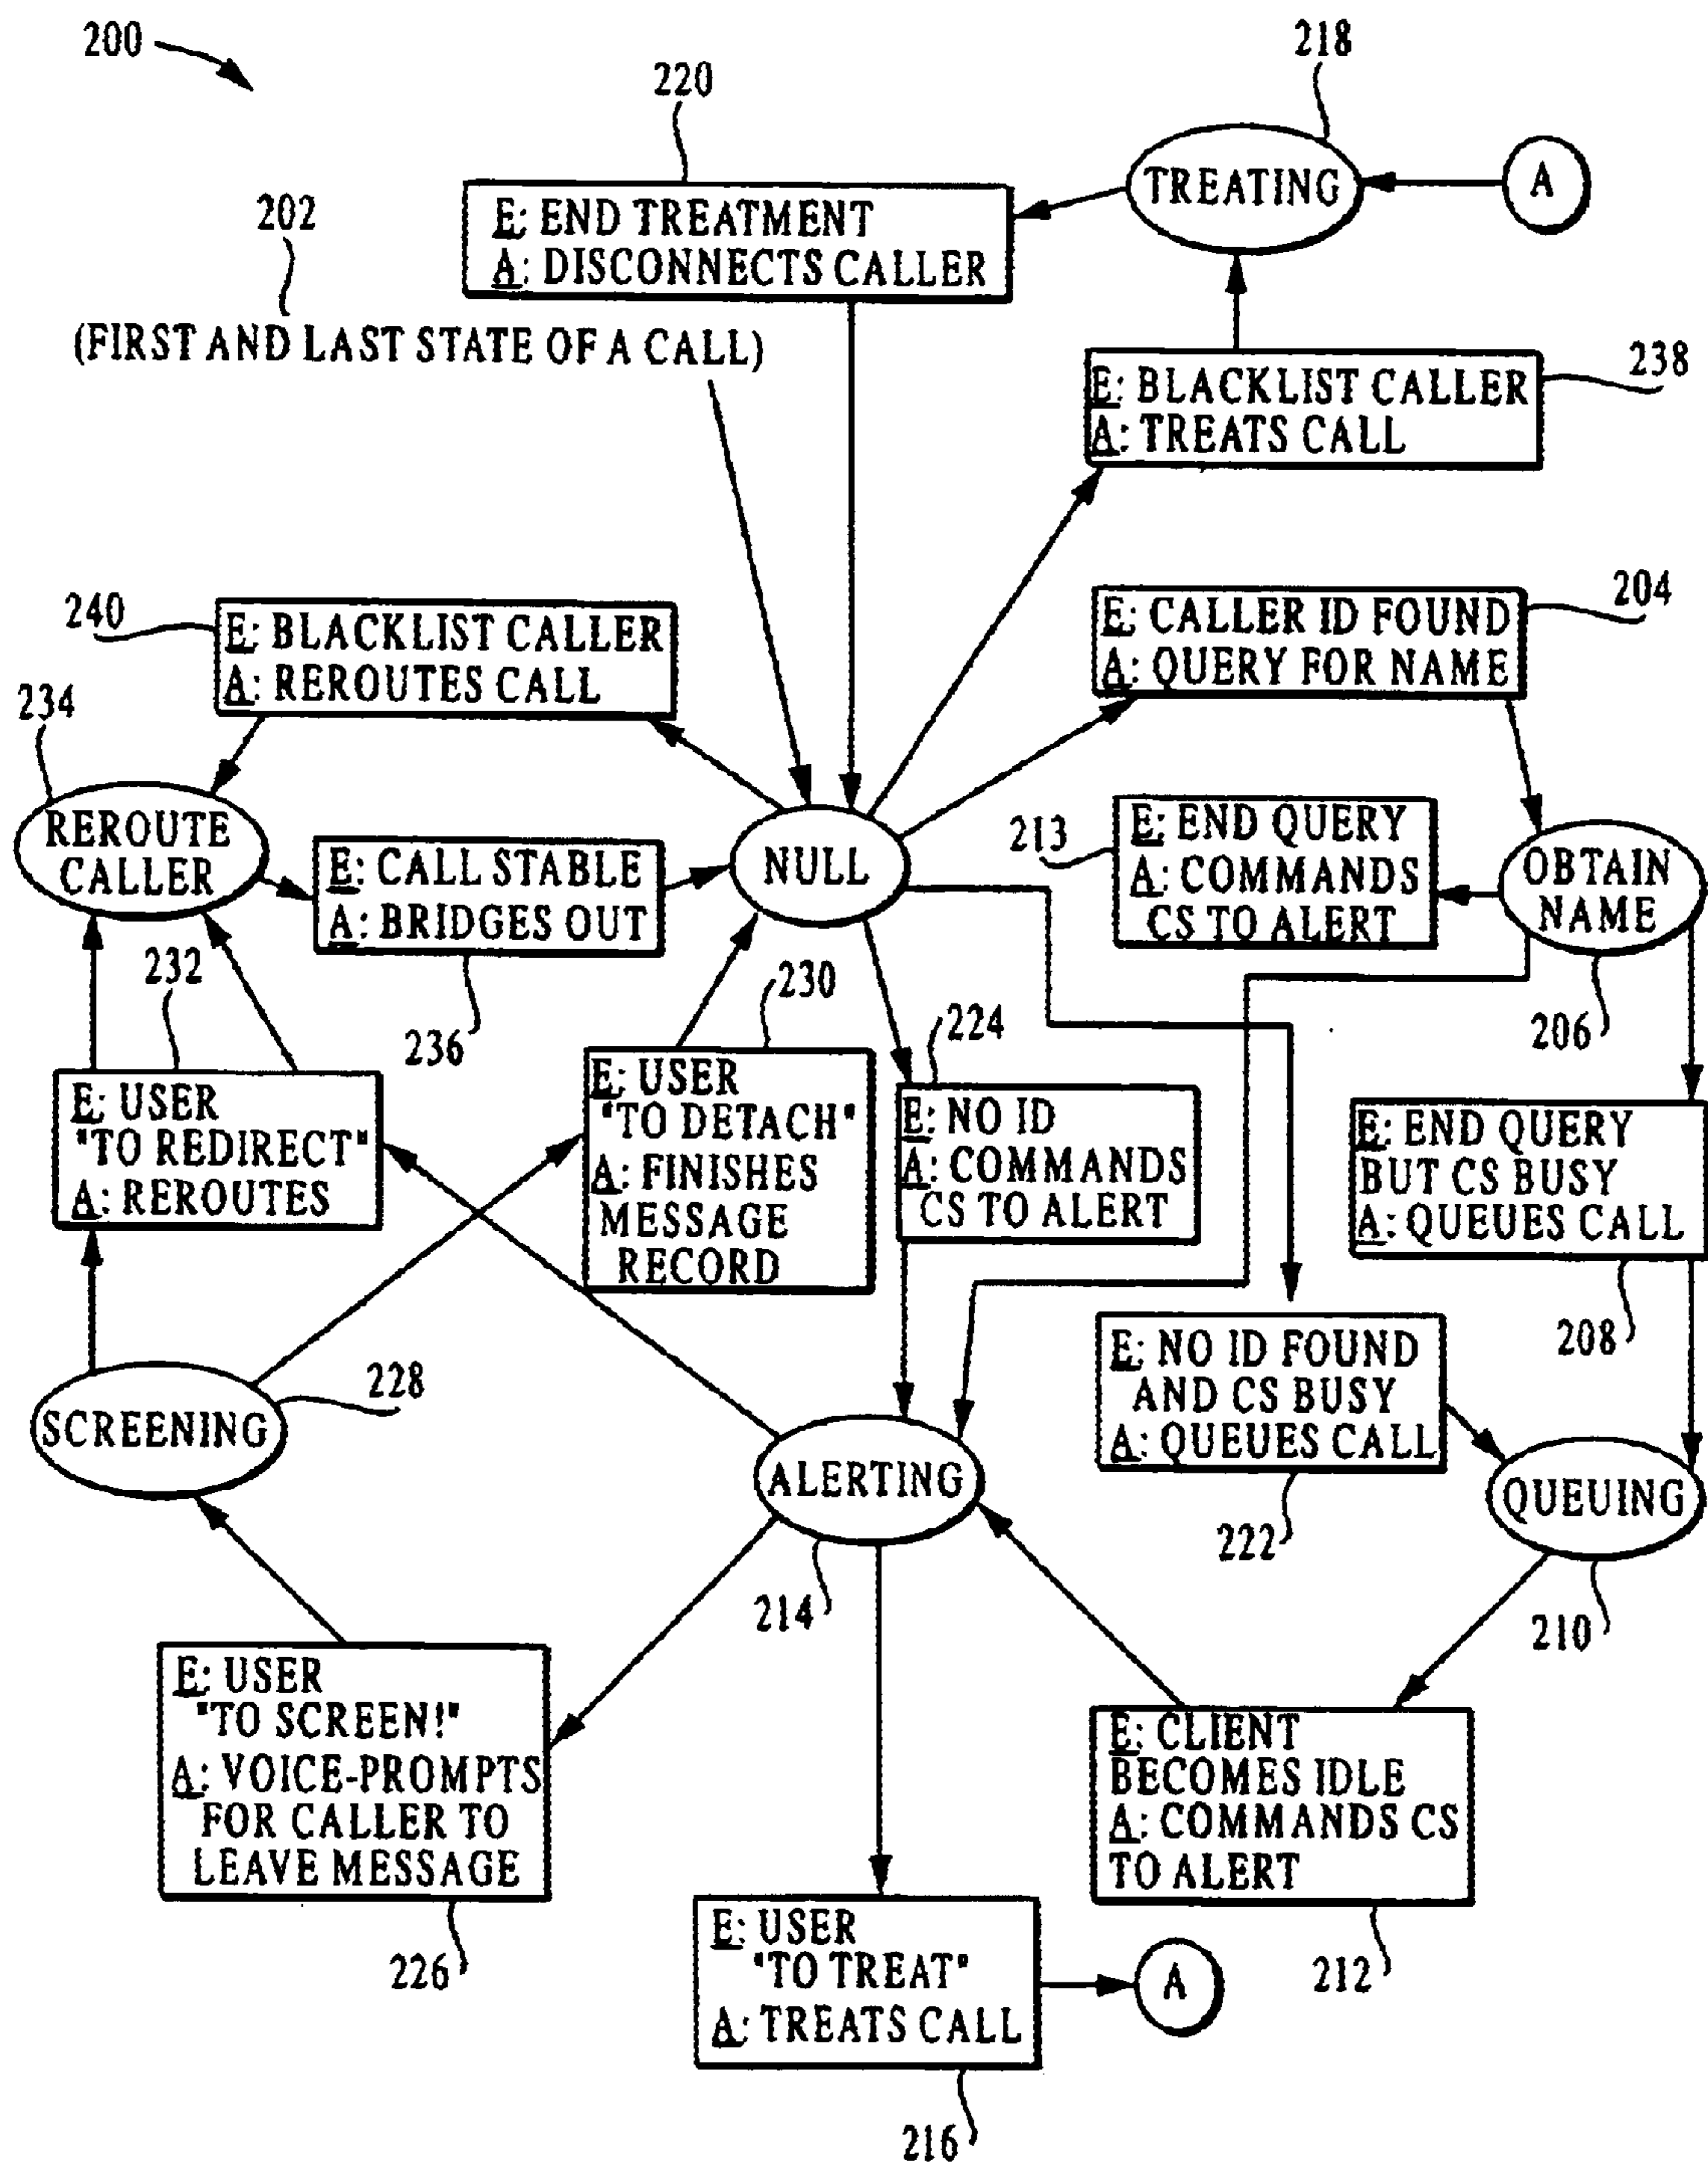 200
218
220
TREATING
A
202
E: END TREATMENT
A: DISCONNECTS CALLER
(FIRST AND LAST STATE OF A CALL)
238
E: BLACKLIST CALLER
A: TREATS CALL
240
E: BLACKLIST CALLER
A: REROUTES CALL
204
E: CALLER ID FOUND
A: QUERY FOR NAME
234
REROUTE
CALLER
E: CALL STABLE
A: BRIDGES OUT
NULL
213
E: END QUERY
A: COMMANDS
CS TO ALERT
OBTAIN
NAME
232
236
230
224
206
E: USER
"TO REDIRECT"
A: REROUTES
E: USER
"TO DETACH"
A: FINISHES
MESSAGE
RECORD
E: NO ID
A: COMMANDS
CS TO ALERT
E: END QUERY
BUT CS BUSY
A: QUEUES CALL
208
E: NO ID FOUND
AND CS BUSY
A: QUEUES CALL
228
SCREENING
ALERTING
QUEUING
222
214
210
E: USER
"TO SCREEN!"
A: VOICE-PROMPTS
FOR CALLER TO
LEAVE MESSAGE
E: CLIENT
BECOMES IDLE
A: COMMANDS CS
TO ALERT
226
E: USER
"TO TREAT"
A: TREATS CALL
A
212
216